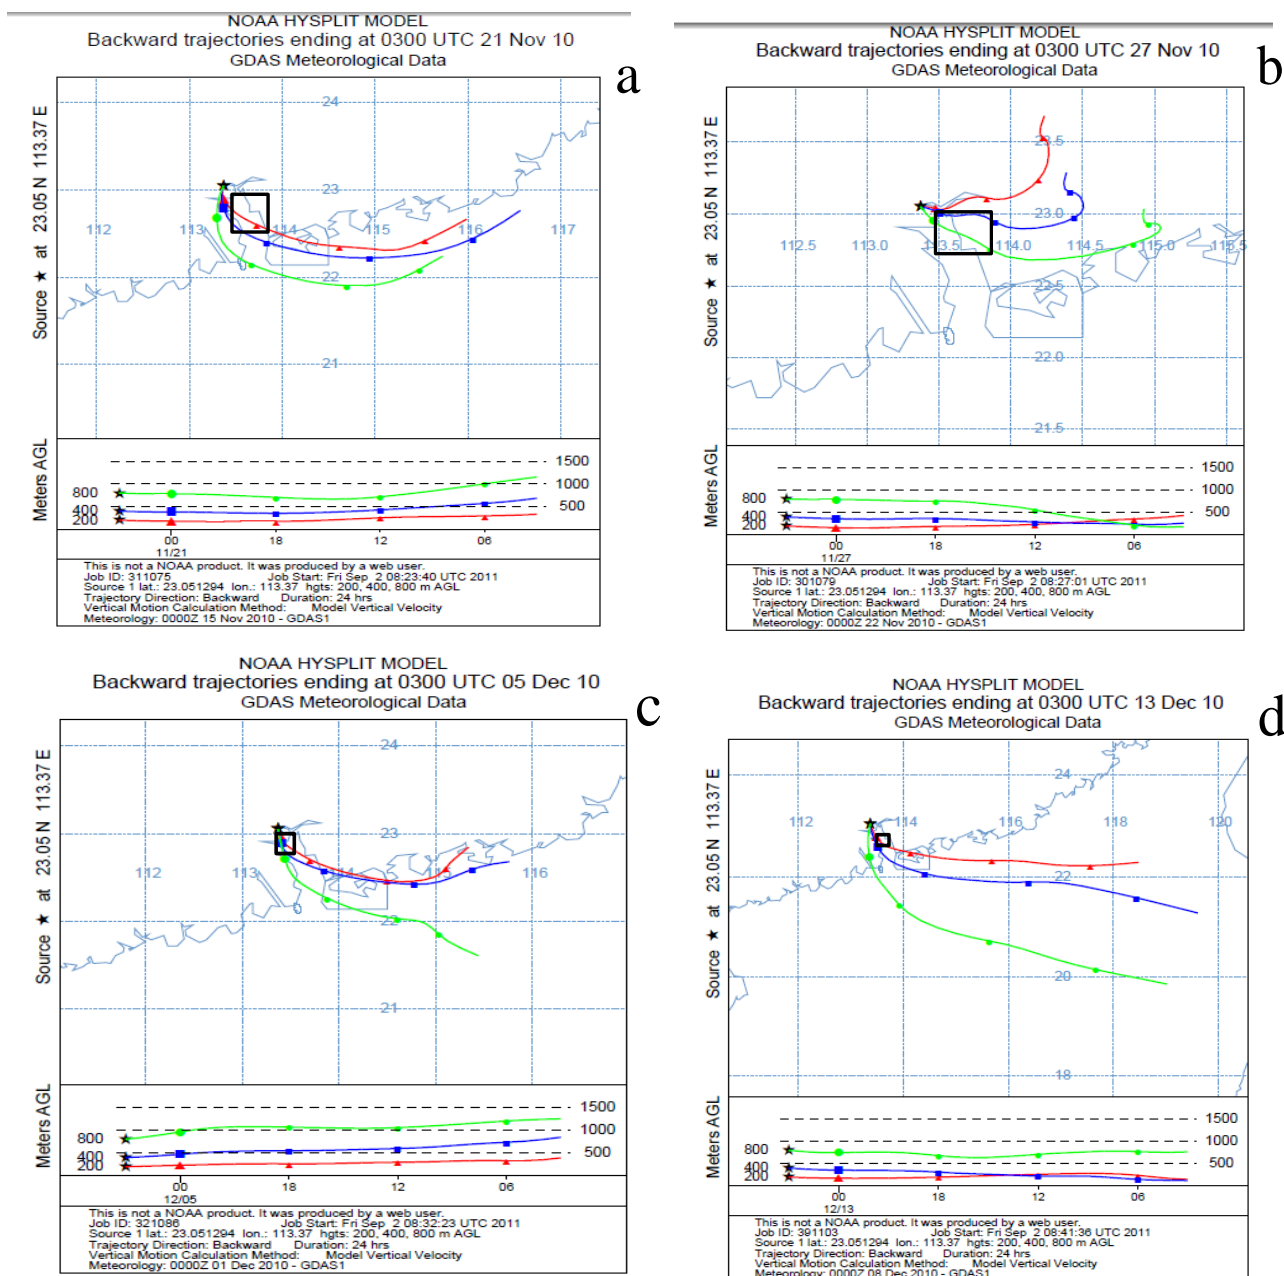 NOAA HYSPLIT MODEL
Backward trajectories ending at 0300 UTC 21 Nov 10
GDAS Meteorological Data
a
Source ★ at 23.05 N 113.37 E
24
23
112
113
114
115
116
117
22
21
Meters AGL
1500
1000
500
800
400
200
00
18
12
06
11/21
This is not a NOAA product. It was produced by a web user.
Job ID: 311075 Job Start: Fri Sep 2 08:23:40 UTC 2011
Source 1 lat.: 23.051294 lon.: 113.37 hgts: 200, 400, 800 m AGL
Trajectory Direction: Backward Duration: 24 hrs
Vertical Motion Calculation Method: Model Vertical Velocity
Meteorology: 0000Z 15 Nov 2010 - GDAS1
NOAA HYSPLIT MODEL
Backward trajectories ending at 0300 UTC 27 Nov 10
GDAS Meteorological Data
b
Source ★ at 23.05 N 113.37 E
23.5
23.0
112.5
113.0
113.5
114.0
114.5
115.0
115.5
22.5
22.0
21.5
Meters AGL
1500
1000
500
800
400
200
00
18
12
06
11/27
This is not a NOAA product. It was produced by a web user.
Job ID: 301079 Job Start: Fri Sep 2 08:27:01 UTC 2011
Source 1 lat.: 23.051294 lon.: 113.37 hgts: 200, 400, 800 m AGL
Trajectory Direction: Backward Duration: 24 hrs
Vertical Motion Calculation Method: Model Vertical Velocity
Meteorology: 0000Z 22 Nov 2010 - GDAS1
NOAA HYSPLIT MODEL
Backward trajectories ending at 0300 UTC 05 Dec 10
GDAS Meteorological Data
c
Source ★ at 23.05 N 113.37 E
24
23
112
113
114
115
116
22
21
Meters AGL
1500
1000
500
800
400
200
00
18
12
06
12/05
This is not a NOAA product. It was produced by a web user.
Job ID: 321086 Job Start: Fri Sep 2 08:32:23 UTC 2011
Source 1 lat.: 23.051294 lon.: 113.37 hgts: 200, 400, 800 m AGL
Trajectory Direction: Backward Duration: 24 hrs
Vertical Motion Calculation Method: Model Vertical Velocity
Meteorology: 0000Z 01 Dec 2010 - GDAS1
NOAA HYSPLIT MODEL
Backward trajectories ending at 0300 UTC 13 Dec 10
GDAS Meteorological Data
d
Source ★ at 23.05 N 113.37 E
24
112
114
116
118
120
22
20
18
Meters AGL
1500
1000
500
800
400
200
00
18
12
06
12/13
This is not a NOAA product. It was produced by a web user.
Job ID: 391103 Job Start: Fri Sep 2 08:41:36 UTC 2011
Source 1 lat.: 23.051294 lon.: 113.37 hgts: 200, 400, 800 m AGL
Trajectory Direction: Backward Duration: 24 hrs
Vertical Motion Calculation Method: Model Vertical Velocity
Meteorology: 0000Z 08 Dec 2010 - GDAS1